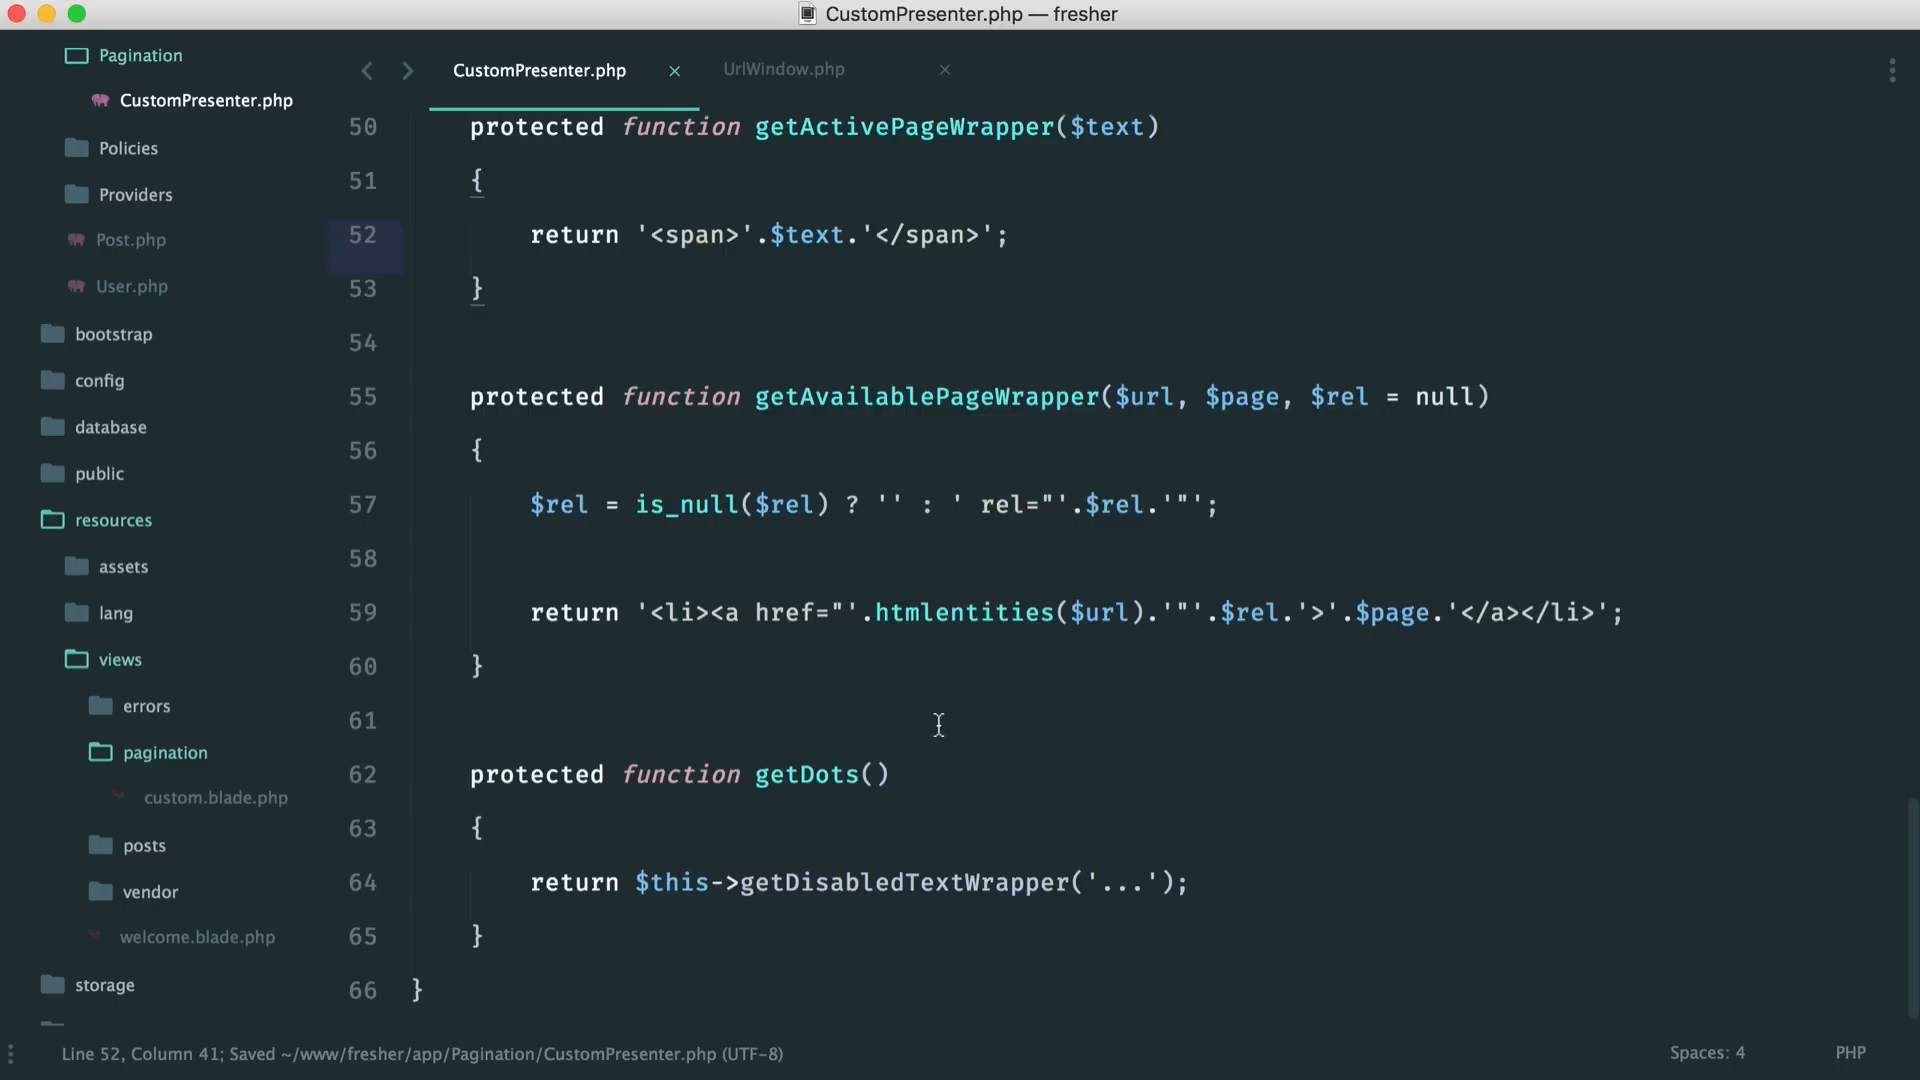 CustomPresenter.php — fresher
Pagination
CustomPresenter.php
Policies
Providers
Post.php
User.php
bootstrap
config
database
public
resources
assets
lang
views
errors
pagination
custom.blade.php
posts
vendor
welcome.blade.php
storage
CustomPresenter.php ×
UrlWindow.php ×
50 protected function getActivePageWrapper($text)
51 {
52 return '<span>'.$text.'</span>';
53 }
54
55 protected function getAvailablePageWrapper($url, $page, $rel = null)
56 {
57 $rel = is_null($rel) ? '' : ' rel="'.$rel.'"';
58
59 return '<li><a href="'.htmlentities($url).'"'.$rel.'>'.$page.'</a></li>';
60 }
61
62 protected function getDots()
63 {
64 return $this->getDisabledTextWrapper('...');
65 }
66 }
Line 52, Column 41; Saved ~/www/fresher/app/Pagination/CustomPresenter.php (UTF-8)
Spaces: 4
PHP